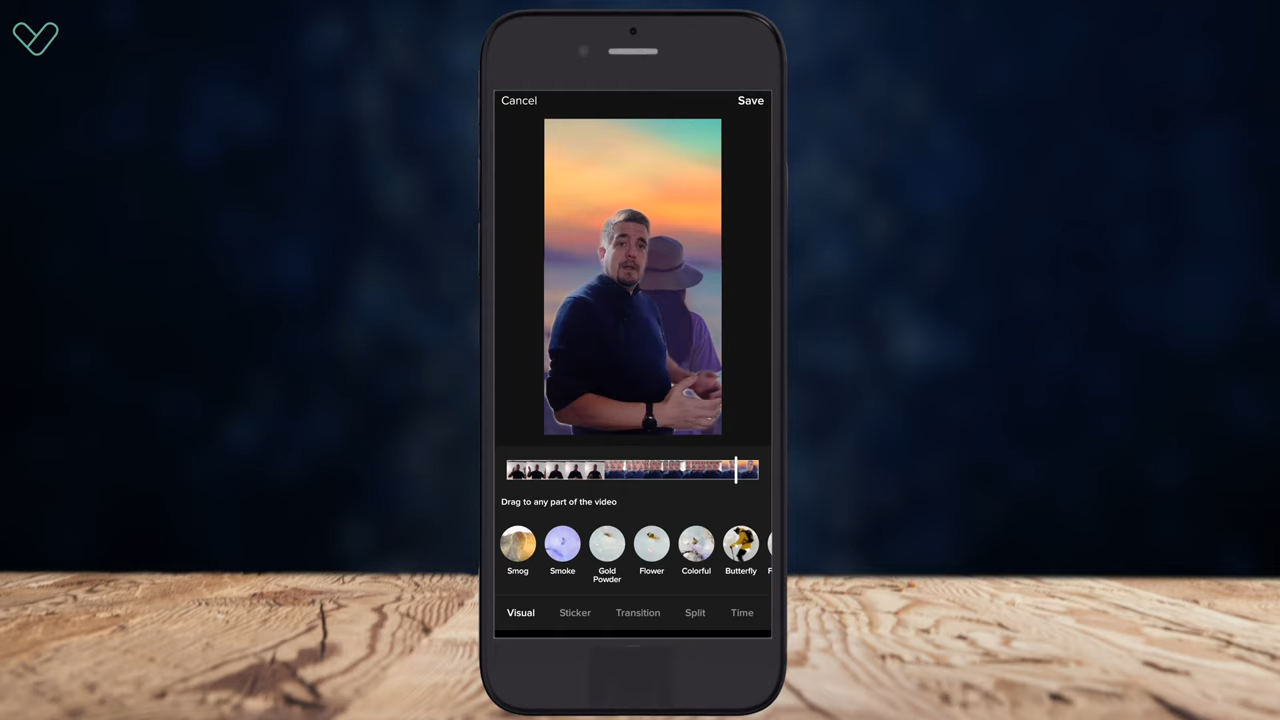 Cancel
Save
Drag to any part of the video
Smog
Smoke
Gold
Powder
Flower
Colorful
Butterfly
F
Visual
Sticker
Transition
Split
Time